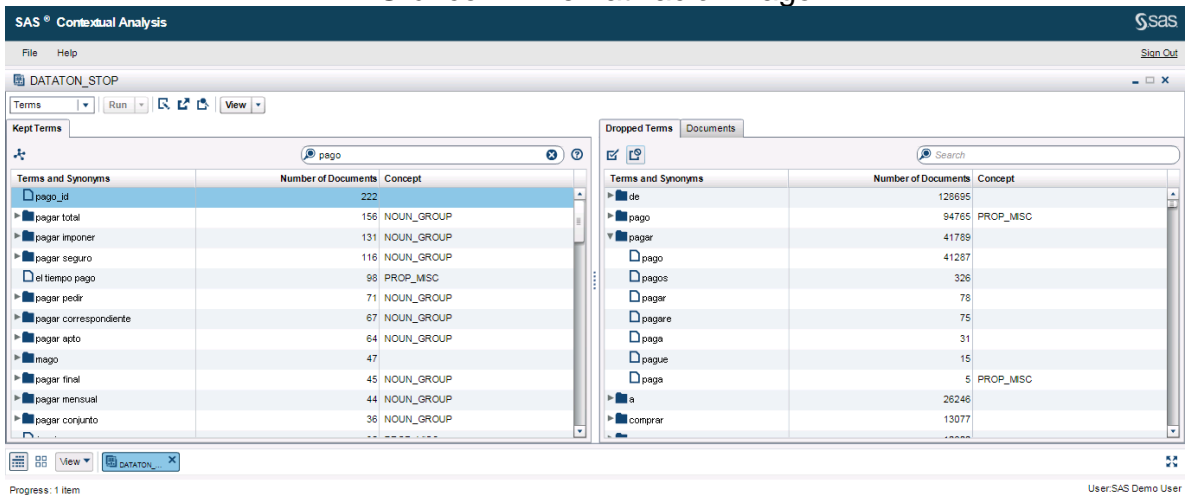 SAS ® Contextual Analysis
sas
File Help
Sign Out
DATATON_STOP
Terms Run View
Kept Terms
Dropped Terms Documents
pago
Search
Terms and Synonyms Number of Documents Concept
Terms and Synonyms Number of Documents Concept
pago_id 222
de 128695
pagar total 156 NOUN_GROUP
pago 94765 PROP_MISC
pagar imponer 131 NOUN_GROUP
pagar 41789
pagar seguro 116 NOUN_GROUP
pago 41287
el tiempo pago 98 PROP_MISC
pagos 326
pagar pedir 71 NOUN_GROUP
pagar 78
pagar correspondiente 67 NOUN_GROUP
pagare 75
pagar apto 64 NOUN_GROUP
paga 31
mago 47
pague 15
pagar final 45 NOUN_GROUP
paga 5 PROP_MISC
pagar mensual 44 NOUN_GROUP
a 26246
pagar conjunto 36 NOUN_GROUP
comprar 13077
View DATATON_...
Progress: 1 item
User:SAS Demo User